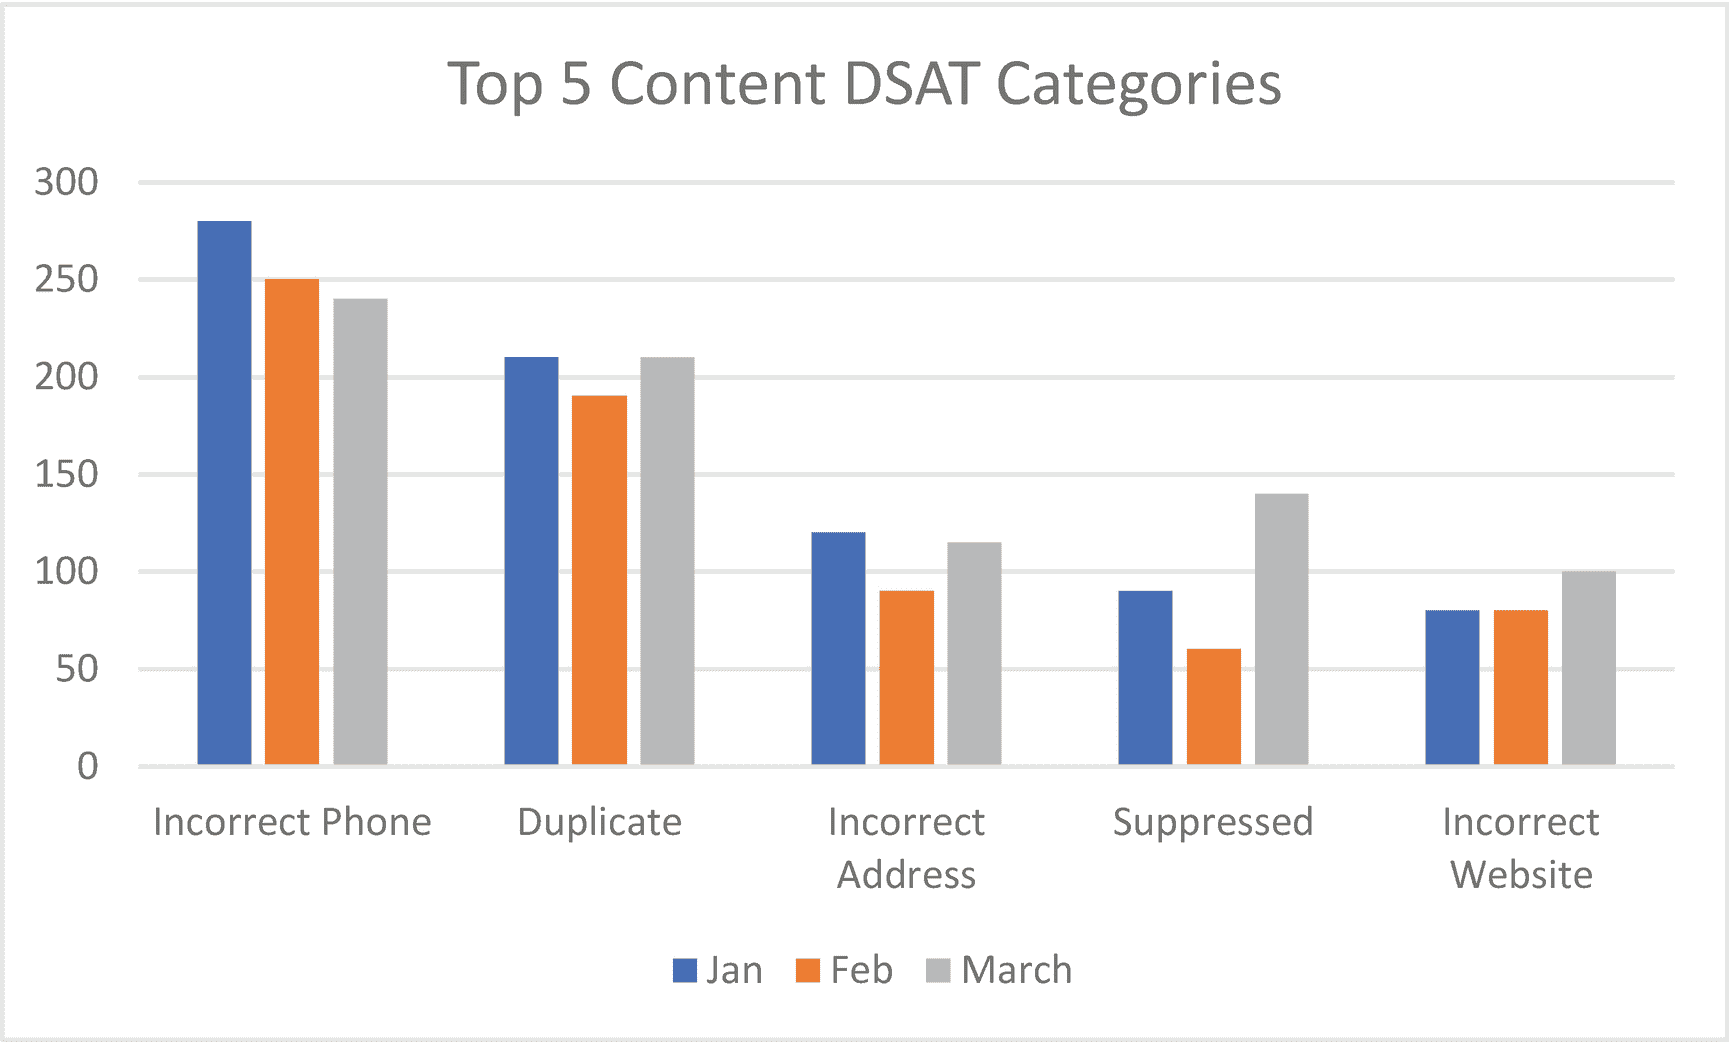 Top 5 Content DSAT Categories
300
250
200
150
100
50
0
Incorrect Phone
Duplicate
Incorrect
Address
Suppressed
Incorrect
Website
Jan Feb March